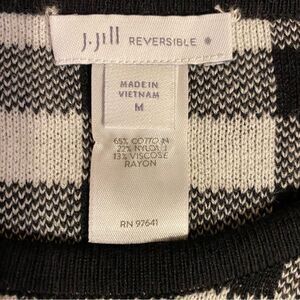 J.Jill REVERSIBLE
MADE IN
VIETNAM
M
65% COTTON
22% NYLON
13% VISCOSE
RAYON
RN 97641